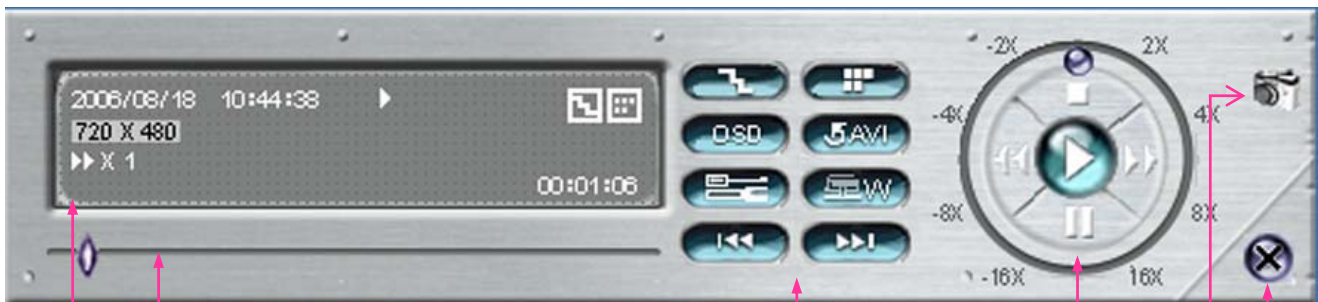 2006/08/18 10:44:38
720 X 480
X 1
00:01:06
OSD
AVI
W
-2X 2X
-4X 4X
-8X 8X
-16X 16X